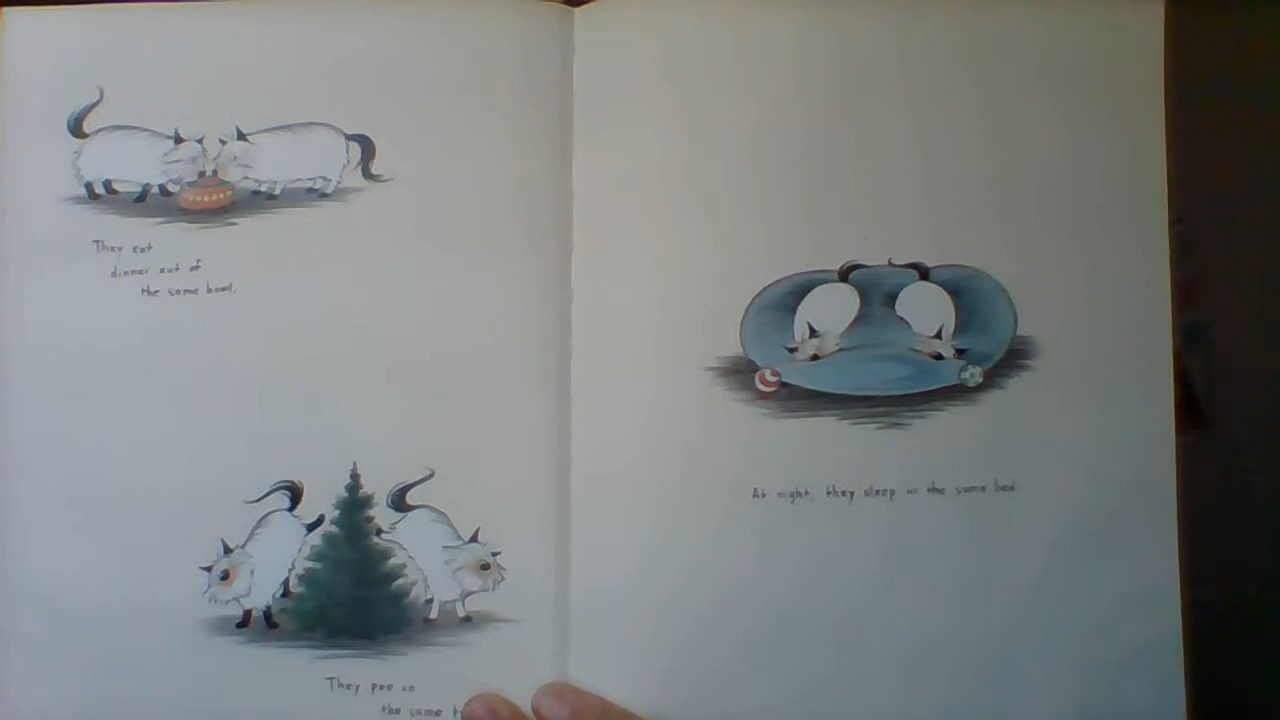 They eat
dinner out of
the same bowl.
They pee on
the same
At night, they sleep in the same bed.